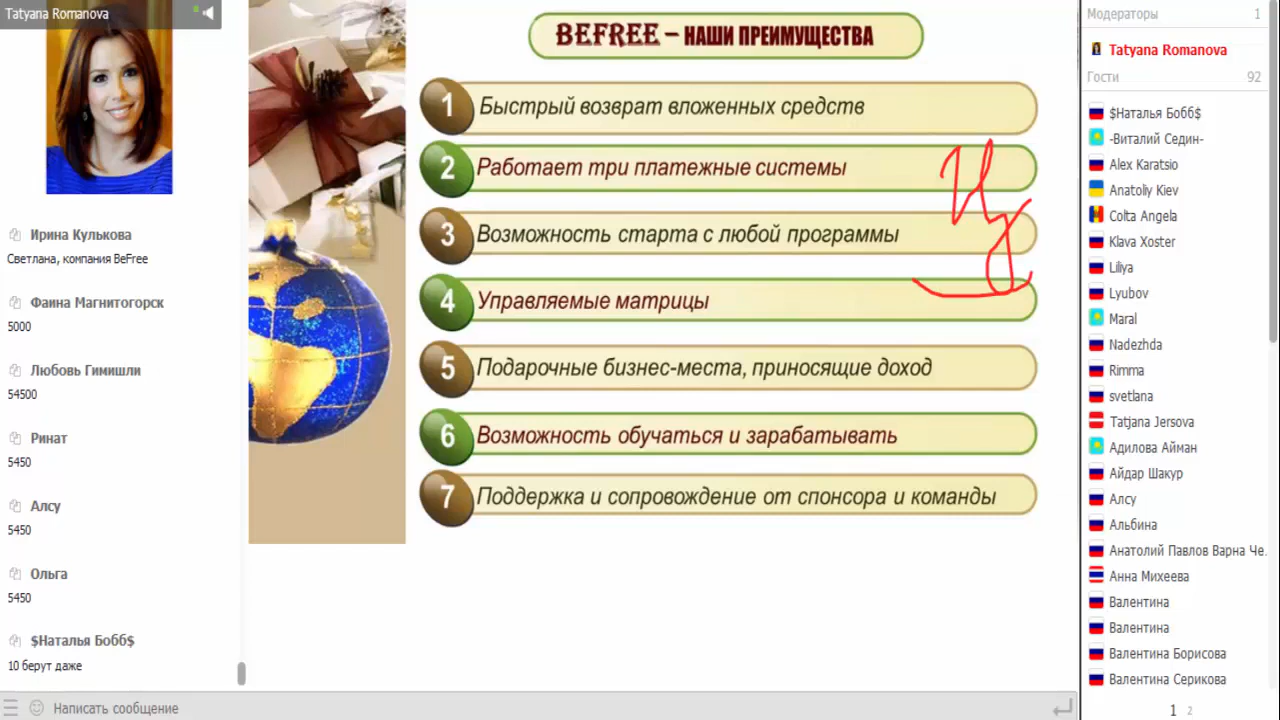 Tatyana Romanova
Ирина Кулькова
Светлана, компания BeFree
Фаина Магнитогорск
5000
Любовь Гимишли
54500
Ринат
5450
Алсу
5450
Ольга
5450
$Наталья Бобб$
10 берут даже
Написать сообщение
BEFREE – НАШИ ПРЕИМУЩЕСТВА
1 Быстрый возврат вложенных средств
2 Работает три платежные системы
3 Возможность старта с любой программы
4 Управляемые матрицы
5 Подарочные бизнес-места, приносящие доход
6 Возможность обучаться и зарабатывать
7 Поддержка и сопровождение от спонсора и команды
Модераторы 1
Tatyana Romanova
Гости 92
$Наталья Бобб$
-Виталий Седин-
Alex Karatsio
Anatoliy Kiev
Colta Angela
Klava Xoster
Liliya
Lyubov
Maral
Nadezhda
Rimma
svetlana
Tatjana Jersova
Адилова Айман
Айдар Шакур
Алсу
Альбина
Анатолий Павлов Варна Че.
Анна Михеева
Валентина
Валентина
Валентина Борисова
Валентина Серикова
1 2